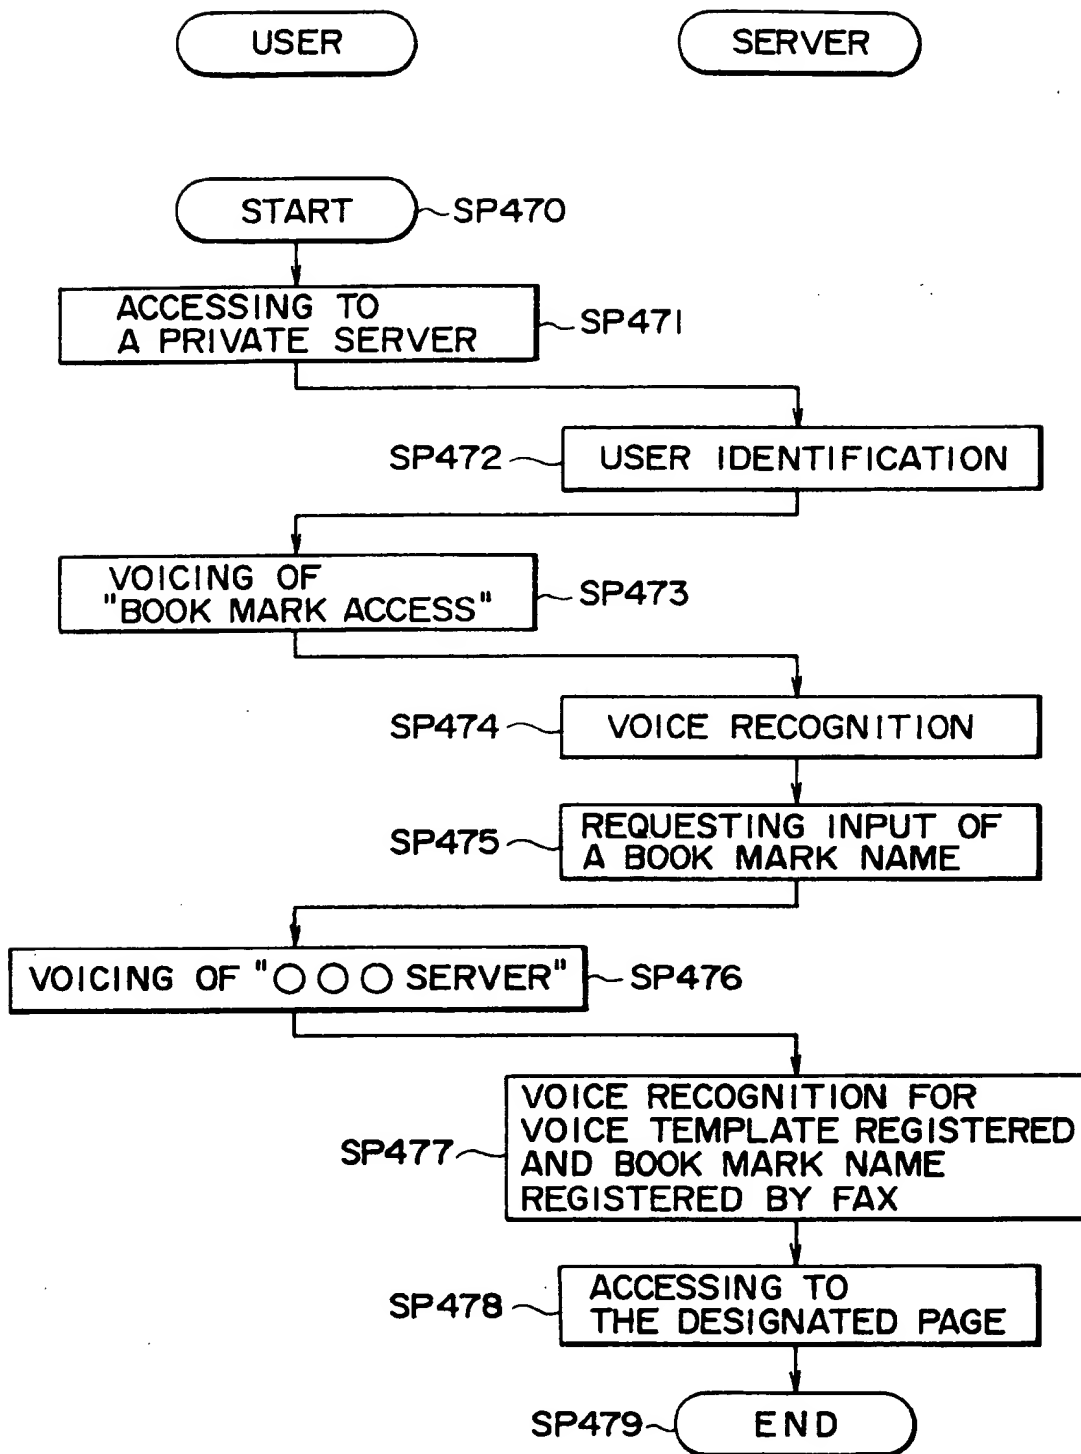 USER
SERVER
START
SP470
ACCESSING TO
A PRIVATE SERVER
SP471
SP472
USER IDENTIFICATION
VOICING OF
"BOOK MARK ACCESS"
SP473
SP474
VOICE RECOGNITION
SP475
REQUESTING INPUT OF
A BOOK MARK NAME
VOICING OF "○○○ SERVER"
SP476
SP477
VOICE RECOGNITION FOR
VOICE TEMPLATE REGISTERED
AND BOOK MARK NAME
REGISTERED BY FAX
SP478
ACCESSING TO
THE DESIGNATED PAGE
SP479
END